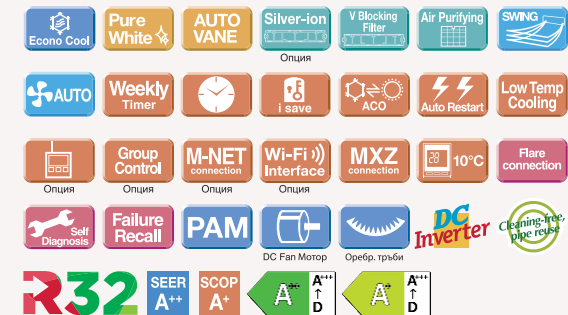 Econo Cool
Pure
White
AUTO
VANE
Silver-ion
V Blocking
Filter
Air Purifying
SWING
Опция
AUTO
Weekly
Timer
i save
ACO
Auto Restart
Low Temp
Cooling
Опция
Group
Control
Опция
M-NET
connection
Опция
Wi-Fi
Interface
Опция
MXZ
connection
28
10°C
Flare
connection
Self
Diagnosis
Failure
Recall
PAM
DC Fan Мотор
Оребр. тръби
DC
Inverter
Cleaning-free,
pipe reuse
R32
SEER
A++
SCOP
A+
A++
A+++
↑
D
A+
A+++
↑
D